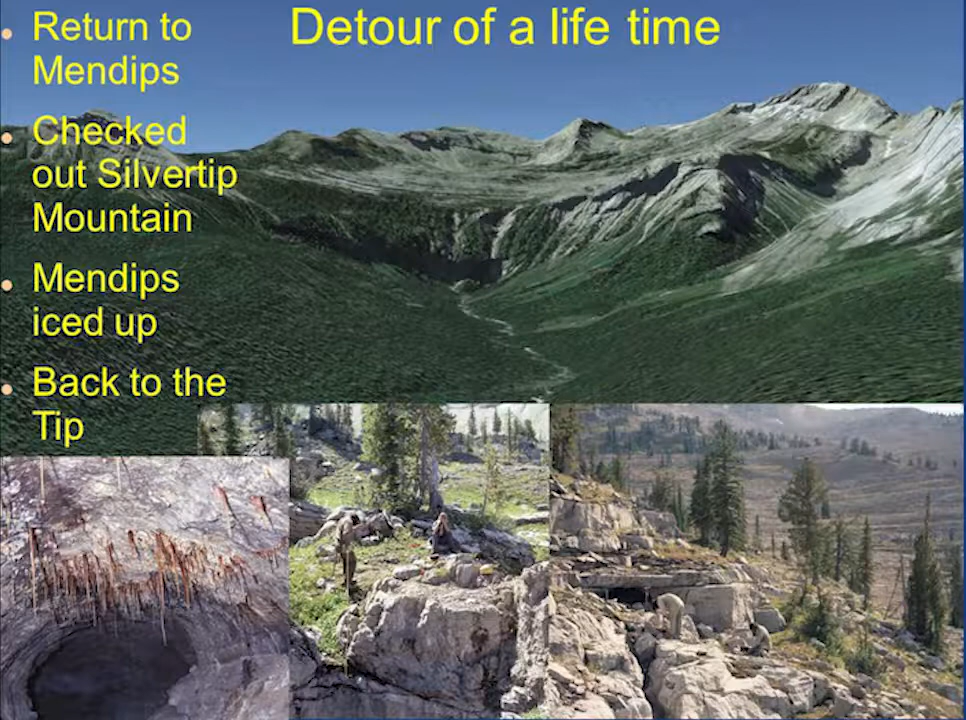 Detour of a life time
Return to
Mendips
Checked
out Silvertip
Mountain
Mendips
iced up
Back to the
Tip